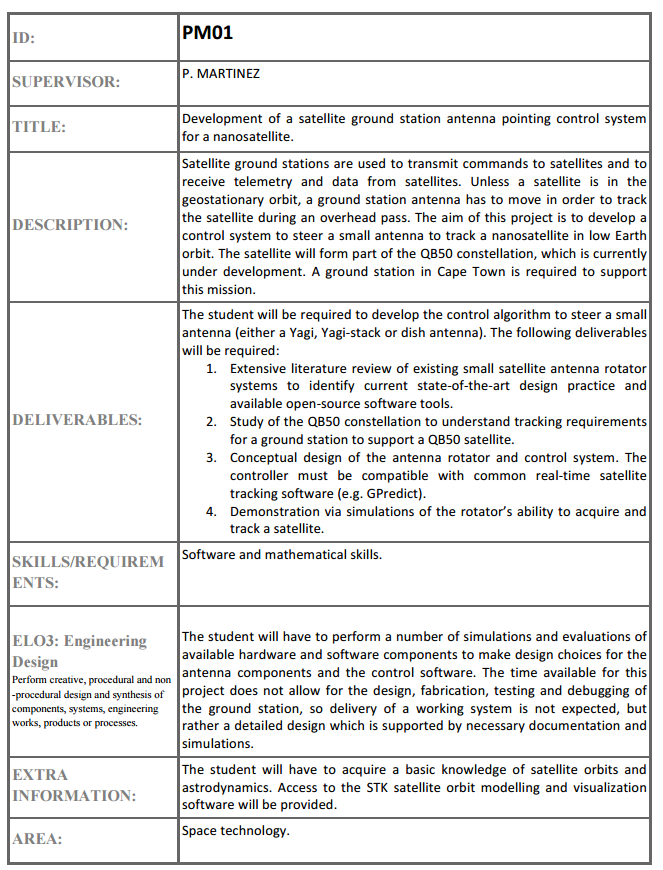 ID:
PM01
SUPERVISOR:
P. MARTINEZ
TITLE:
Development of a satellite ground station antenna pointing control system
for a nanosatellite.
DESCRIPTION:
Satellite ground stations are used to transmit commands to satellites and to
receive telemetry and data from satellites. Unless a satellite is in the
geostationary orbit, a ground station antenna has to move in order to track
the satellite during an overhead pass. The aim of this project is to develop a
control system to steer a small antenna to track a nanosatellite in low Earth
orbit. The satellite will form part of the QB50 constellation, which is currently
under development. A ground station in Cape Town is required to support
this mission.
DELIVERABLES:
The student will be required to develop the control algorithm to steer a small
antenna (either a Yagi, Yagi-stack or dish antenna). The following deliverables
will be required:
1. Extensive literature review of existing small satellite antenna rotator
systems to identify current state-of-the-art design practice and
available open-source software tools.
2. Study of the QB50 constellation to understand tracking requirements
for a ground station to support a QB50 satellite.
3. Conceptual design of the antenna rotator and control system. The
controller must be compatible with common real-time satellite
tracking software (e.g. GPredict).
4. Demonstration via simulations of the rotator's ability to acquire and
track a satellite.
SKILLS/REQUIREM
ENTS:
Software and mathematical skills.
ELO3: Engineering
Design
Perform creative, procedural and non
-procedural design and synthesis of
components, systems, engineering
works, products or processes.
The student will have to perform a number of simulations and evaluations of
available hardware and software components to make design choices for the
antenna components and the control software. The time available for this
project does not allow for the design, fabrication, testing and debugging of
the ground station, so delivery of a working system is not expected, but
rather a detailed design which is supported by necessary documentation and
simulations.
EXTRA
INFORMATION:
The student will have to acquire a basic knowledge of satellite orbits and
astrodynamics. Access to the STK satellite orbit modelling and visualization
software will be provided.
AREA:
Space technology.